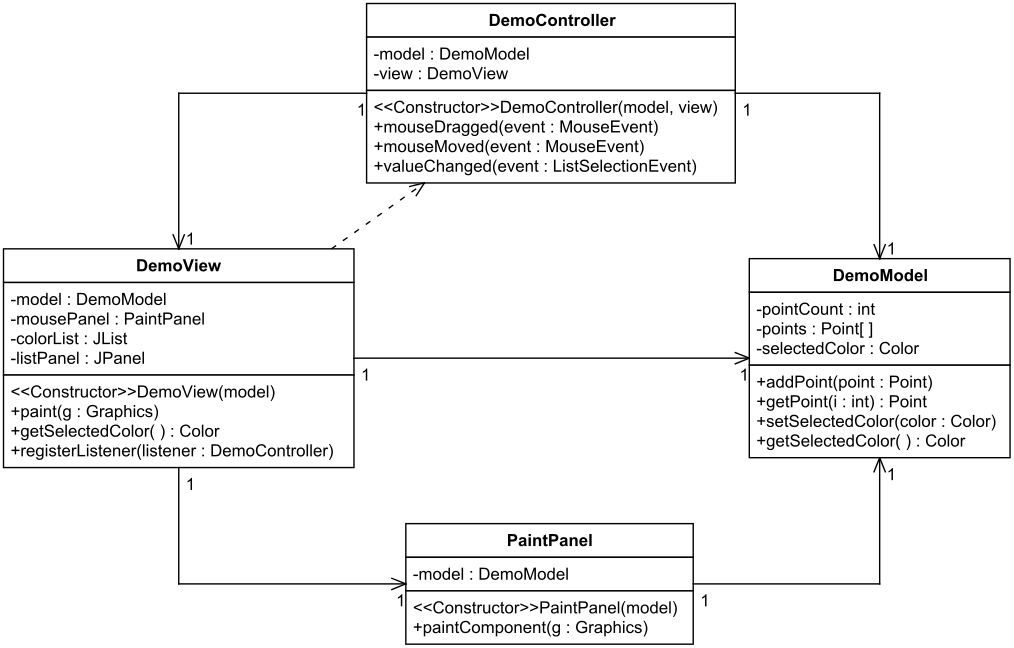 DemoController
-model : DemoModel
-view : DemoView
<<Constructor>>DemoController(model, view)
+mouseDragged(event : MouseEvent)
+mouseMoved(event : MouseEvent)
+valueChanged(event : ListSelectionEvent)
1
1
1
1
DemoView
-model : DemoModel
-mousePanel : PaintPanel
-colorList : JList
-listPanel : JPanel
<<Constructor>>DemoView(model)
+paint(g : Graphics)
+getSelectedColor( ) : Color
+registerListener(listener : DemoController)
1
1
DemoModel
-pointCount : int
-points : Point[ ]
-selectedColor : Color
+addPoint(point : Point)
+getPoint(i : int) : Point
+setSelectedColor(color : Color)
+getSelectedColor( ) : Color
1
1
PaintPanel
-model : DemoModel
<<Constructor>>PaintPanel(model)
+paintComponent(g : Graphics)
1
1